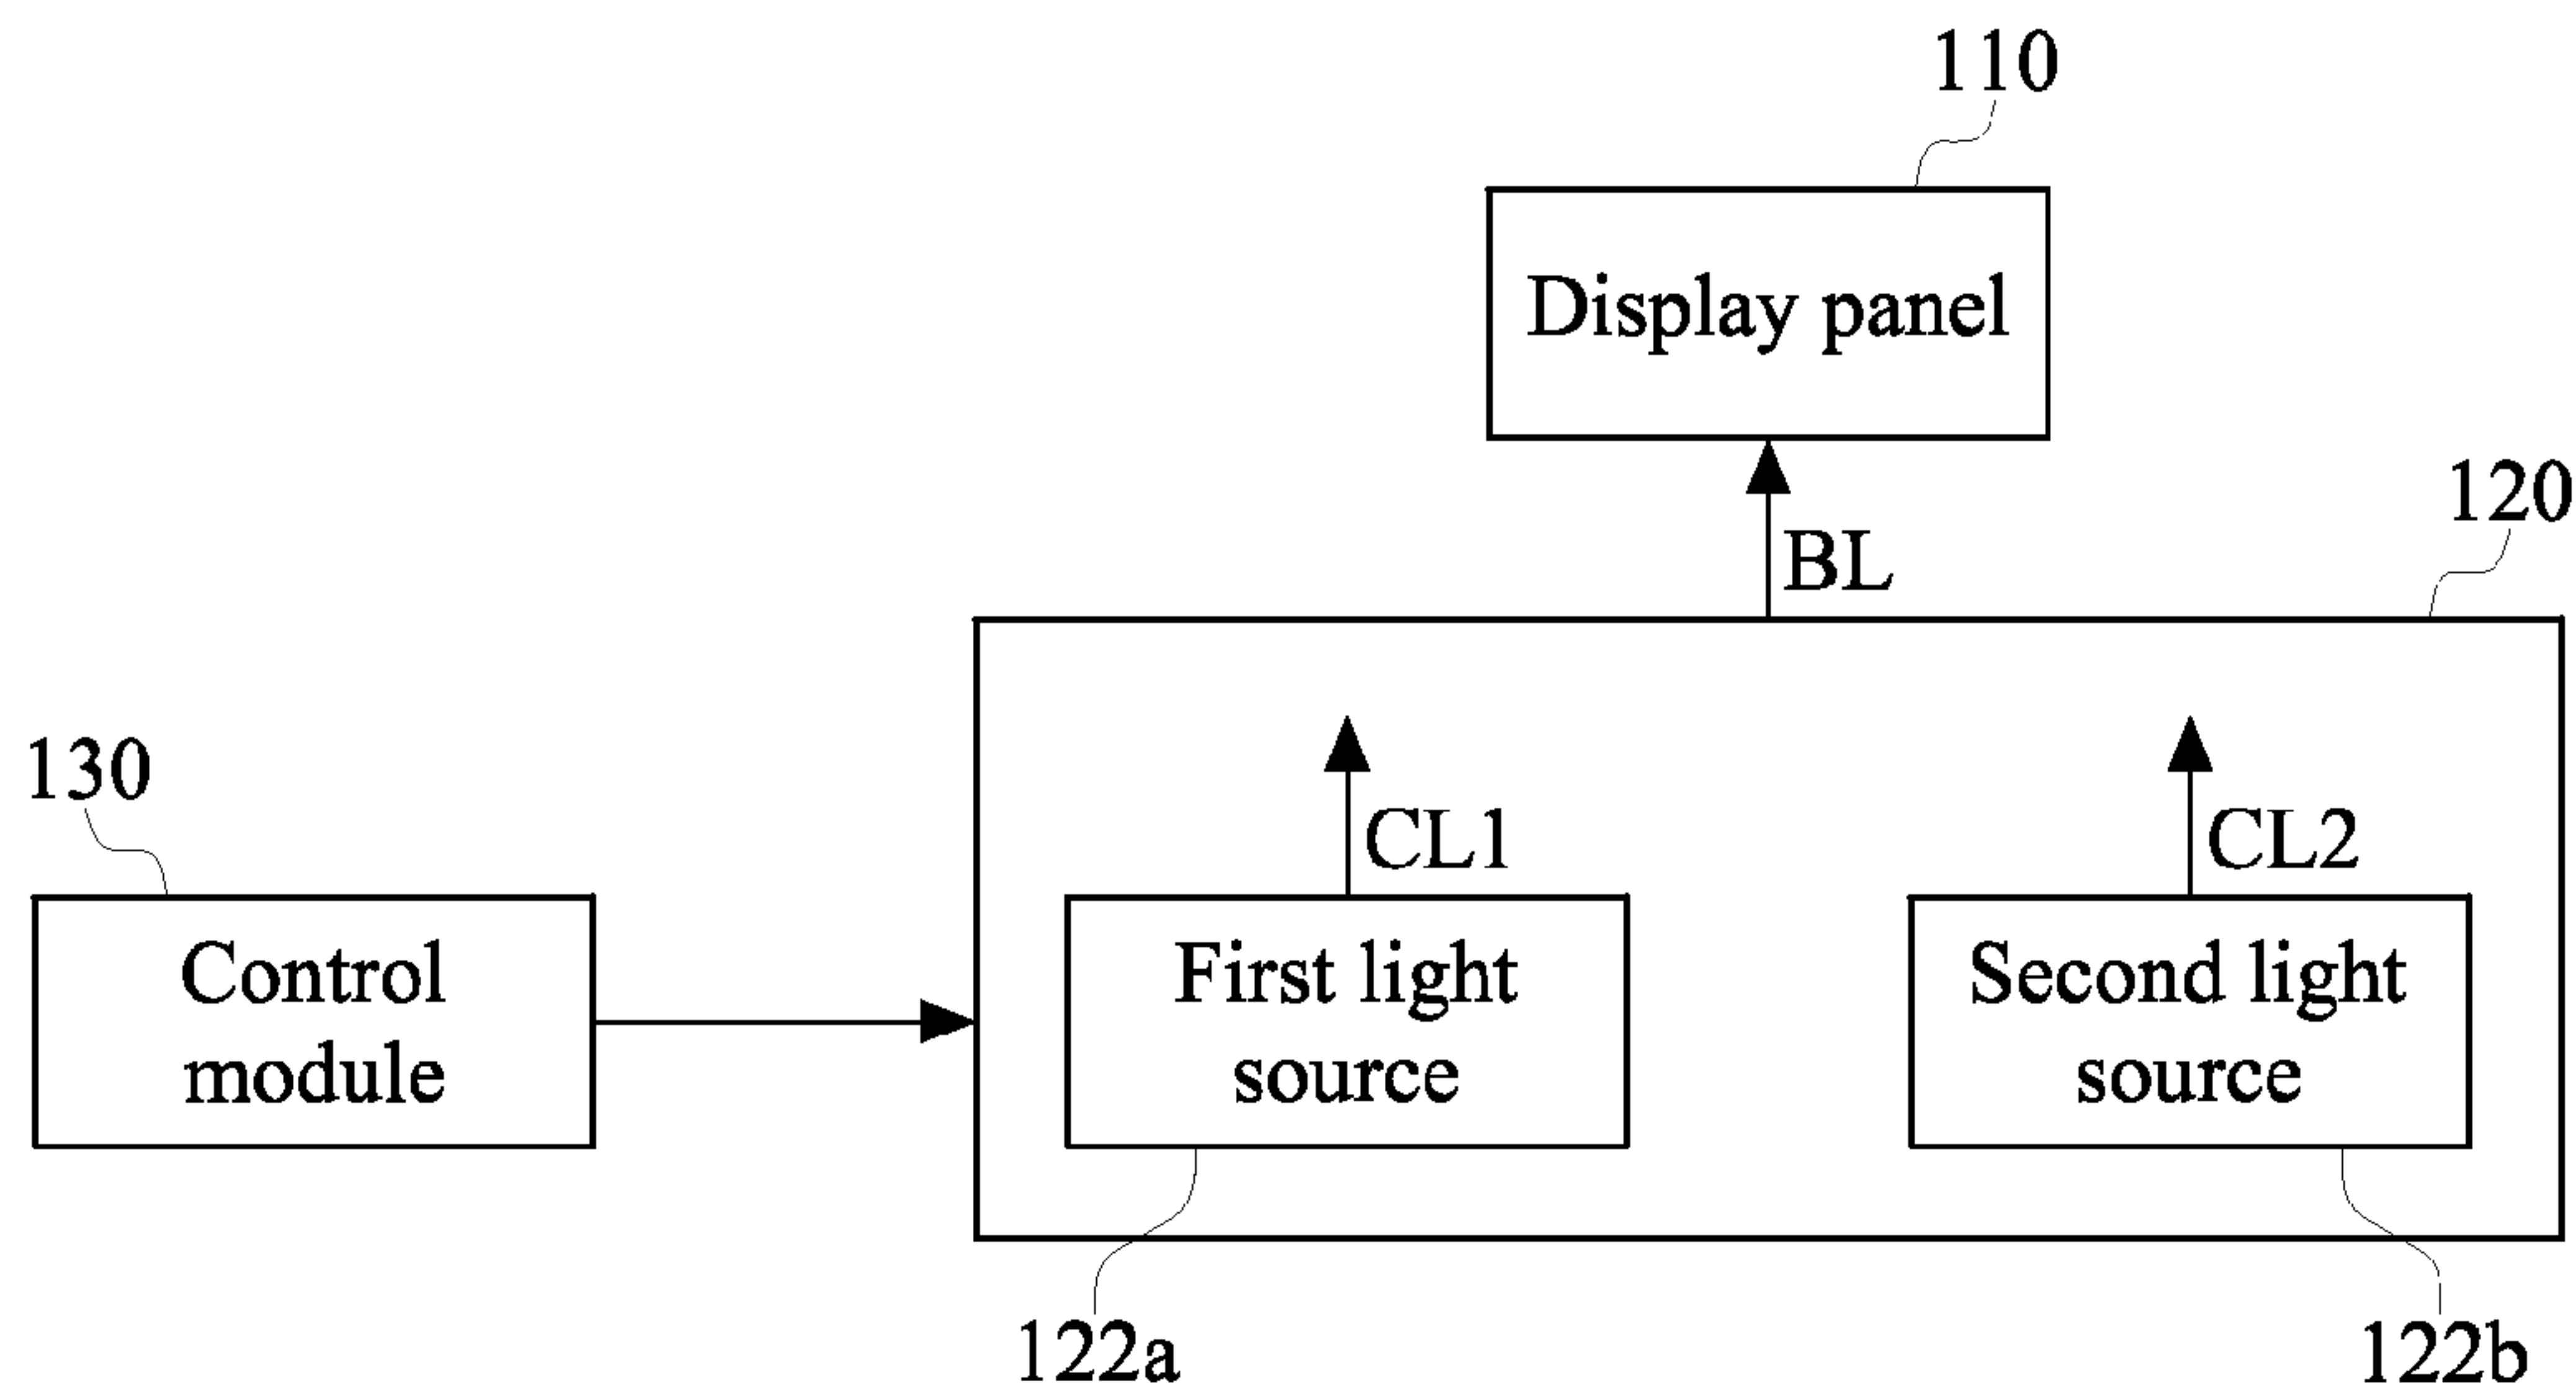 110
Display panel
120
BL
130
CL1
CL2
Control
module
First light
source
Second light
source
122a
122b